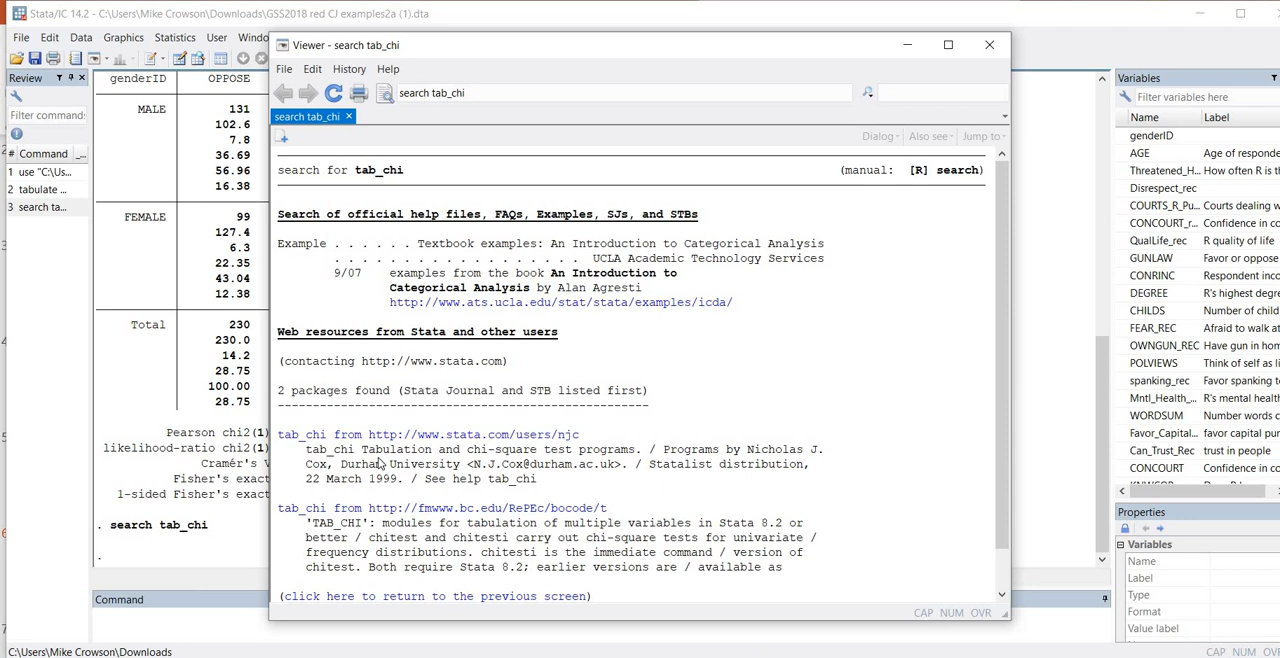 Stata/IC 14.2 - C:\Users\Mike Crowson\Downloads\GSS2018 red CJ examples2a (1).dta
File Edit Data Graphics Statistics User Windo
Review
Filter command:
# Command
1 use "C:\Us...
2 tabulate ...
3 search ta...
genderID OPPOSE
MALE 131
102.6
7.8
36.69
56.96
16.38
FEMALE 99
127.4
6.3
22.35
43.04
12.38
Total 230
230.0
14.2
28.75
100.00
28.75
Pearson chi2(1)
likelihood-ratio chi2(1)
Cramér's V
Fisher's exact
1-sided Fisher's exact
. search tab_chi
.
Command
Viewer - search tab_chi
File Edit History Help
search tab_chi
search tab_chi ×
Dialog Also see Jump to
search for tab_chi (manual: [R] search)
Search of official help files, FAQs, Examples, SJs, and STBs
Example . . . . . . Textbook examples: An Introduction to Categorical Analysis
. . . . . . . . . . . . . . . . . UCLA Academic Technology Services
9/07 examples from the book An Introduction to
Categorical Analysis by Alan Agresti
http://www.ats.ucla.edu/stat/stata/examples/icda/
Web resources from Stata and other users
(contacting http://www.stata.com)
2 packages found (Stata Journal and STB listed first)
----------------------------------------------------
tab_chi from http://www.stata.com/users/njc
tab_chi Tabulation and chi-square test programs. / Programs by Nicholas J.
Cox, Durham University <N.J.Cox@durham.ac.uk>. / Statalist distribution,
22 March 1999. / See help tab_chi
tab_chi from http://fmwww.bc.edu/RePEc/bocode/t
'TAB_CHI': modules for tabulation of multiple variables in Stata 8.2 or
better / chitest and chitesti carry out chi-square tests for univariate /
frequency distributions. chitesti is the immediate command / version of
chitest. Both require Stata 8.2; earlier versions are / available as
(click here to return to the previous screen)
CAP NUM OVR
Variables
Filter variables here
Name Label
genderID
AGE Age of responde
Threatened_H... How often R is th
Disrespect_rec
COURTS_R_Pu... Courts dealing w
CONCOURT_r... Confidence in co
QualLife_rec R quality of life
GUNLAW Favor or oppose
CONRINC Respondent inco
DEGREE R's highest degre
CHILDS Number of child
FEAR_REC Afraid to walk at
OWNGUN_REC Have gun in hom
POLVIEWS Think of self as li
spanking_rec Favor spanking t
Mntl_Health_... R's mental health
WORDSUM Number words c
Favor_Capital... favor capital pun
Can_Trust_Rec trust in people
CONCOURT Confidence in co
Properties
Variables
Name
Label
Type
Format
Value label
C:\Users\Mike Crowson\Downloads
CAP NUM OV